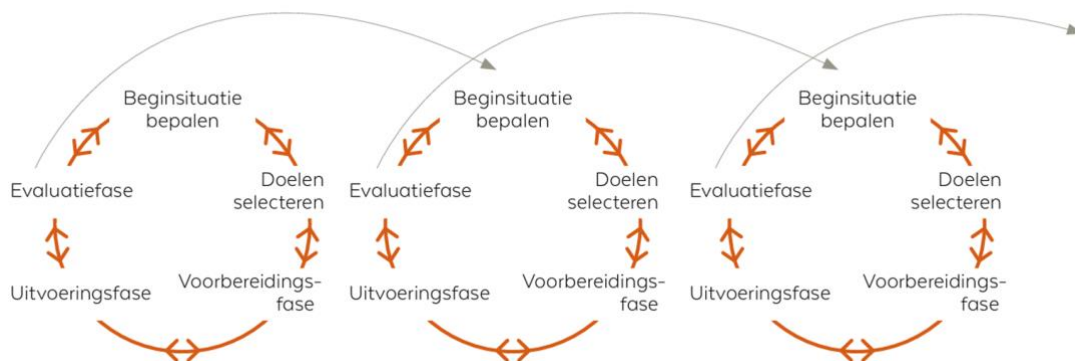 Beginsituatie
bepalen
Doelen
selecteren
Voorbereidings-
fase
Uitvoeringsfase
Evaluatiefase
Beginsituatie
bepalen
Doelen
selecteren
Voorbereidings-
fase
Uitvoeringsfase
Evaluatiefase
Beginsituatie
bepalen
Doelen
selecteren
Voorbereidings-
fase
Uitvoeringsfase
Evaluatiefase